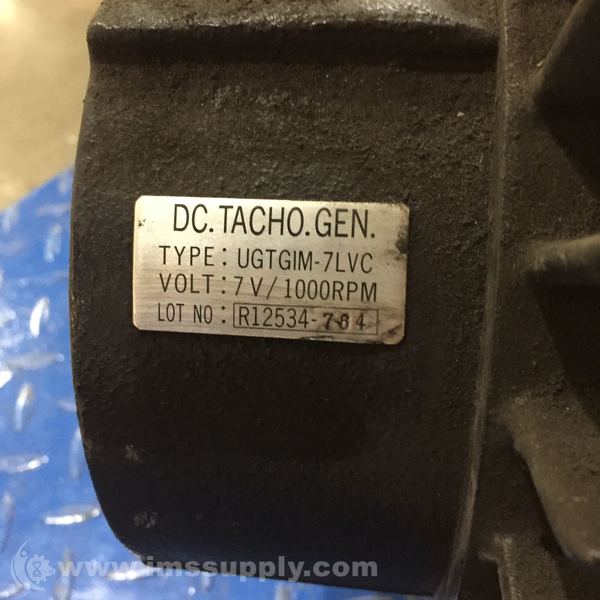 DC.TACHO.GEN.
TYPE : UGTGIM-7LVC
VOLT : 7V/1000RPM
LOT NO : R12534-784
www.imssupply.com